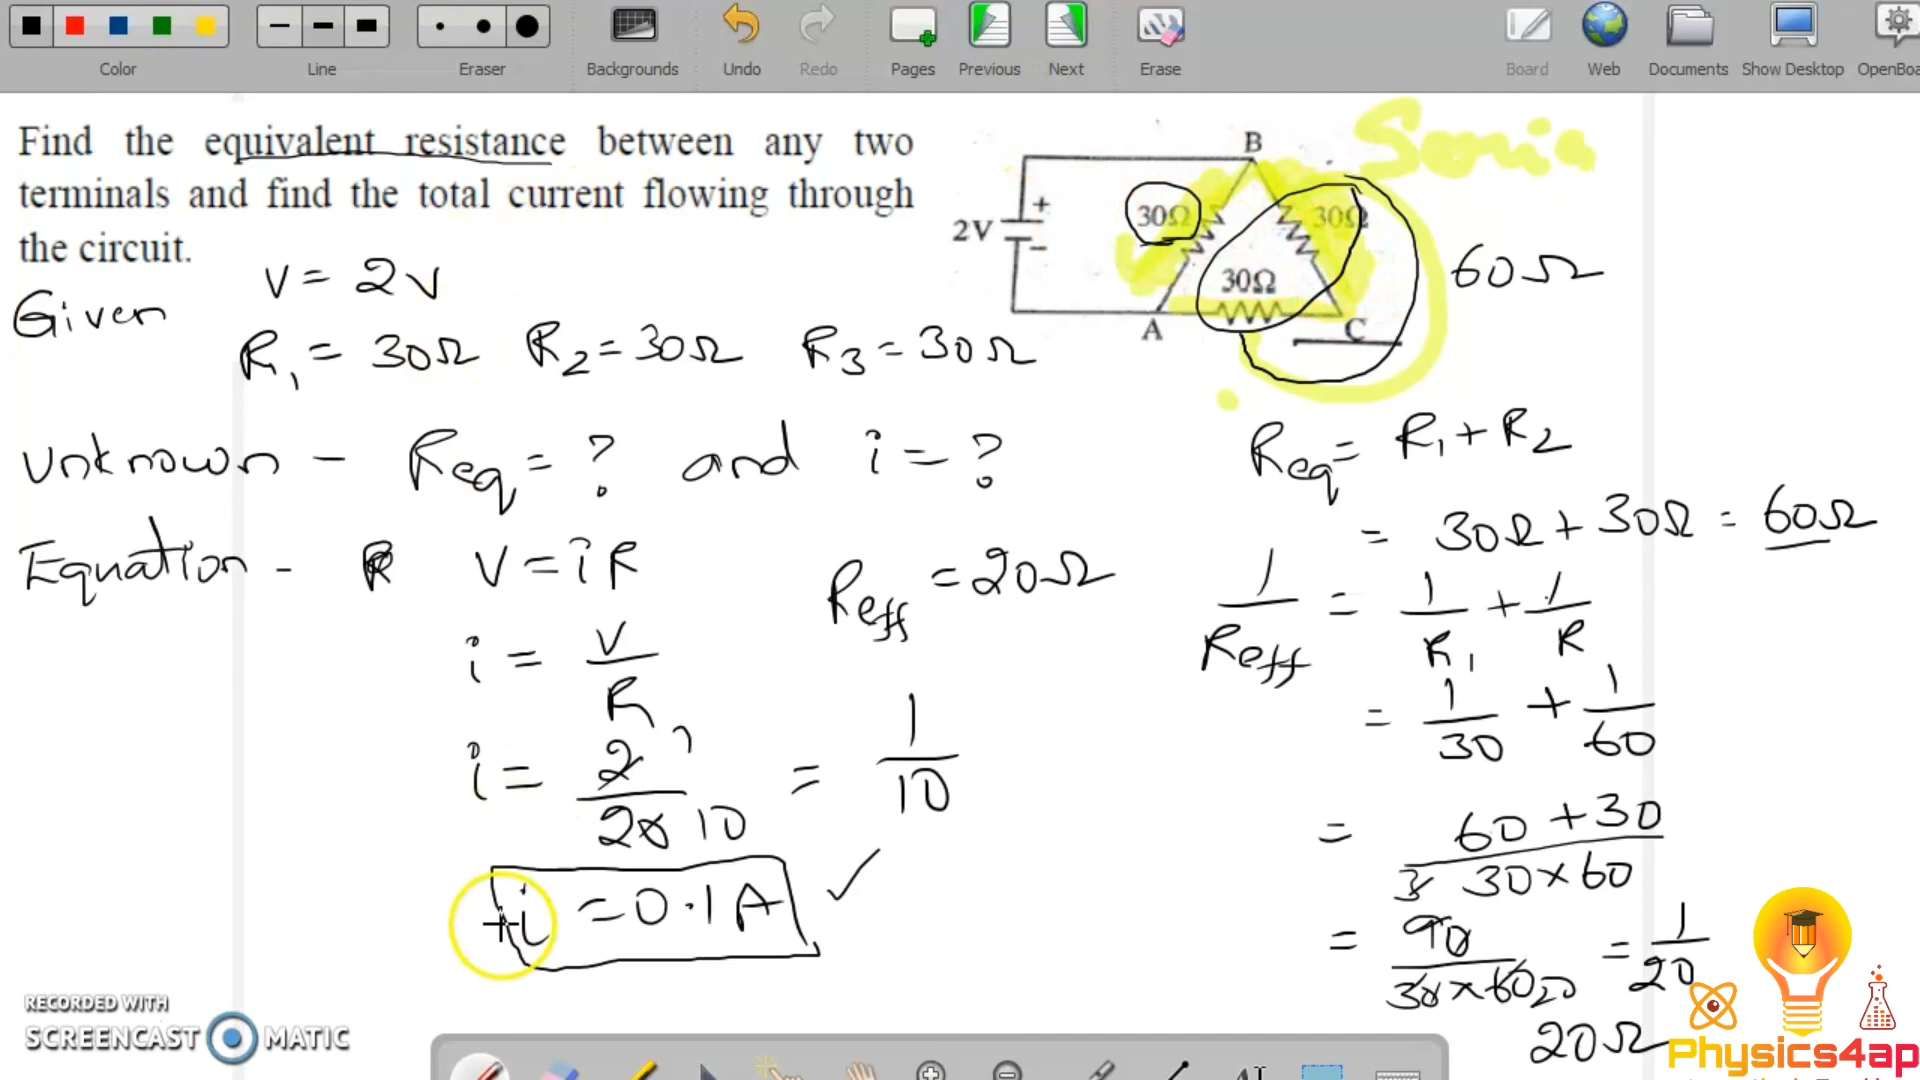 Color Line Eraser Backgrounds Undo Redo Pages Previous Next Erase Board Web Documents Show Desktop OpenBoa
Find the equivalent resistance between any two
terminals and find the total current flowing through
the circuit.
B
30Ω
30Ω
2V
+
−
30Ω
A
C
60Ω
Given
V = 2V
R₁ = 30Ω R₂ = 30Ω R₃ = 30Ω
Unknown - Req = ? and i = ?
Equation - R V = iR
Reff = 20Ω
i = V/R
i = 2/20 10 = 1/10
i = 0.1A ✓
Req = R₁ + R₂
= 30Ω + 30Ω = 60Ω
1/Reff = 1/R₁ + 1/R
= 1/30 + 1/60
= 60 + 30 / 30 × 60
= 90 / 30 × 60 20 = 1/20
20Ω
RECORDED WITH
SCREENCAST MATIC
Physics4ap